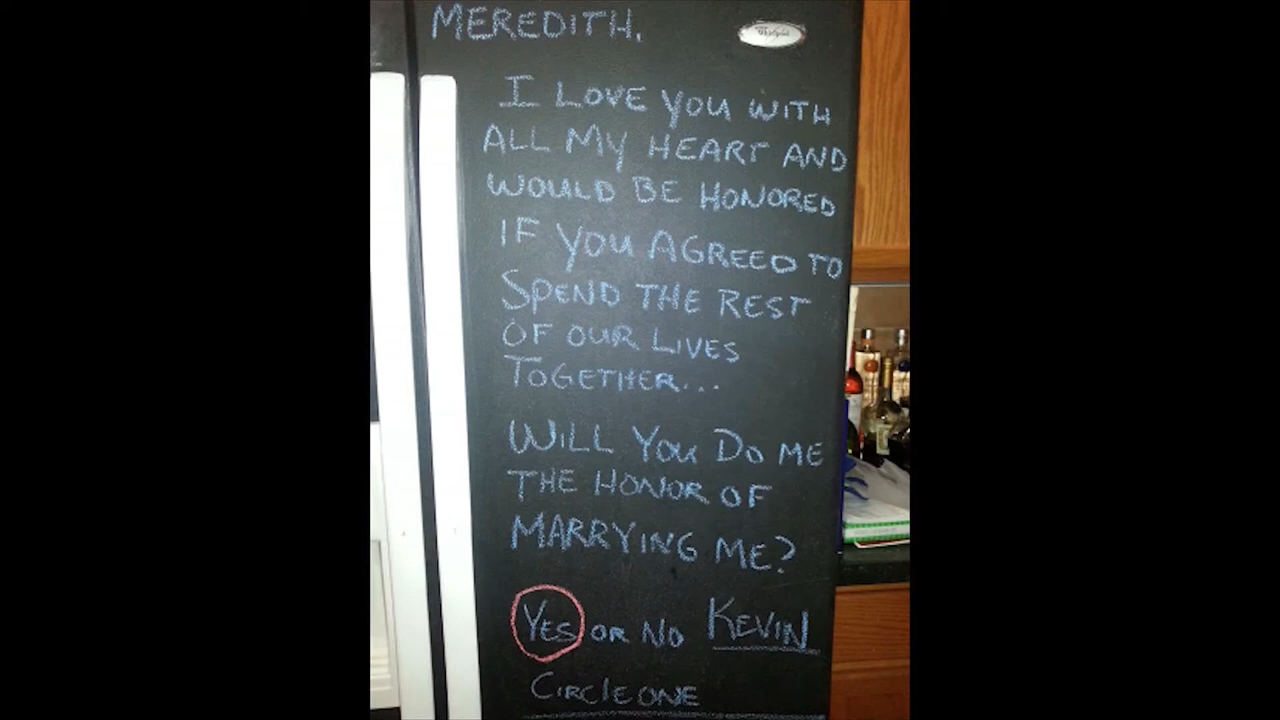 MEREDITH,
Whirlpool
I LOVE YOU WITH
ALL MY HEART AND
WOULD BE HONORED
IF YOU AGREED TO
SPEND THE REST
OF OUR LIVES
TOGETHER...
WILL YOU DO ME
THE HONOR OF
MARRYING ME?
YES OR NO KEVIN
CIRCLE ONE